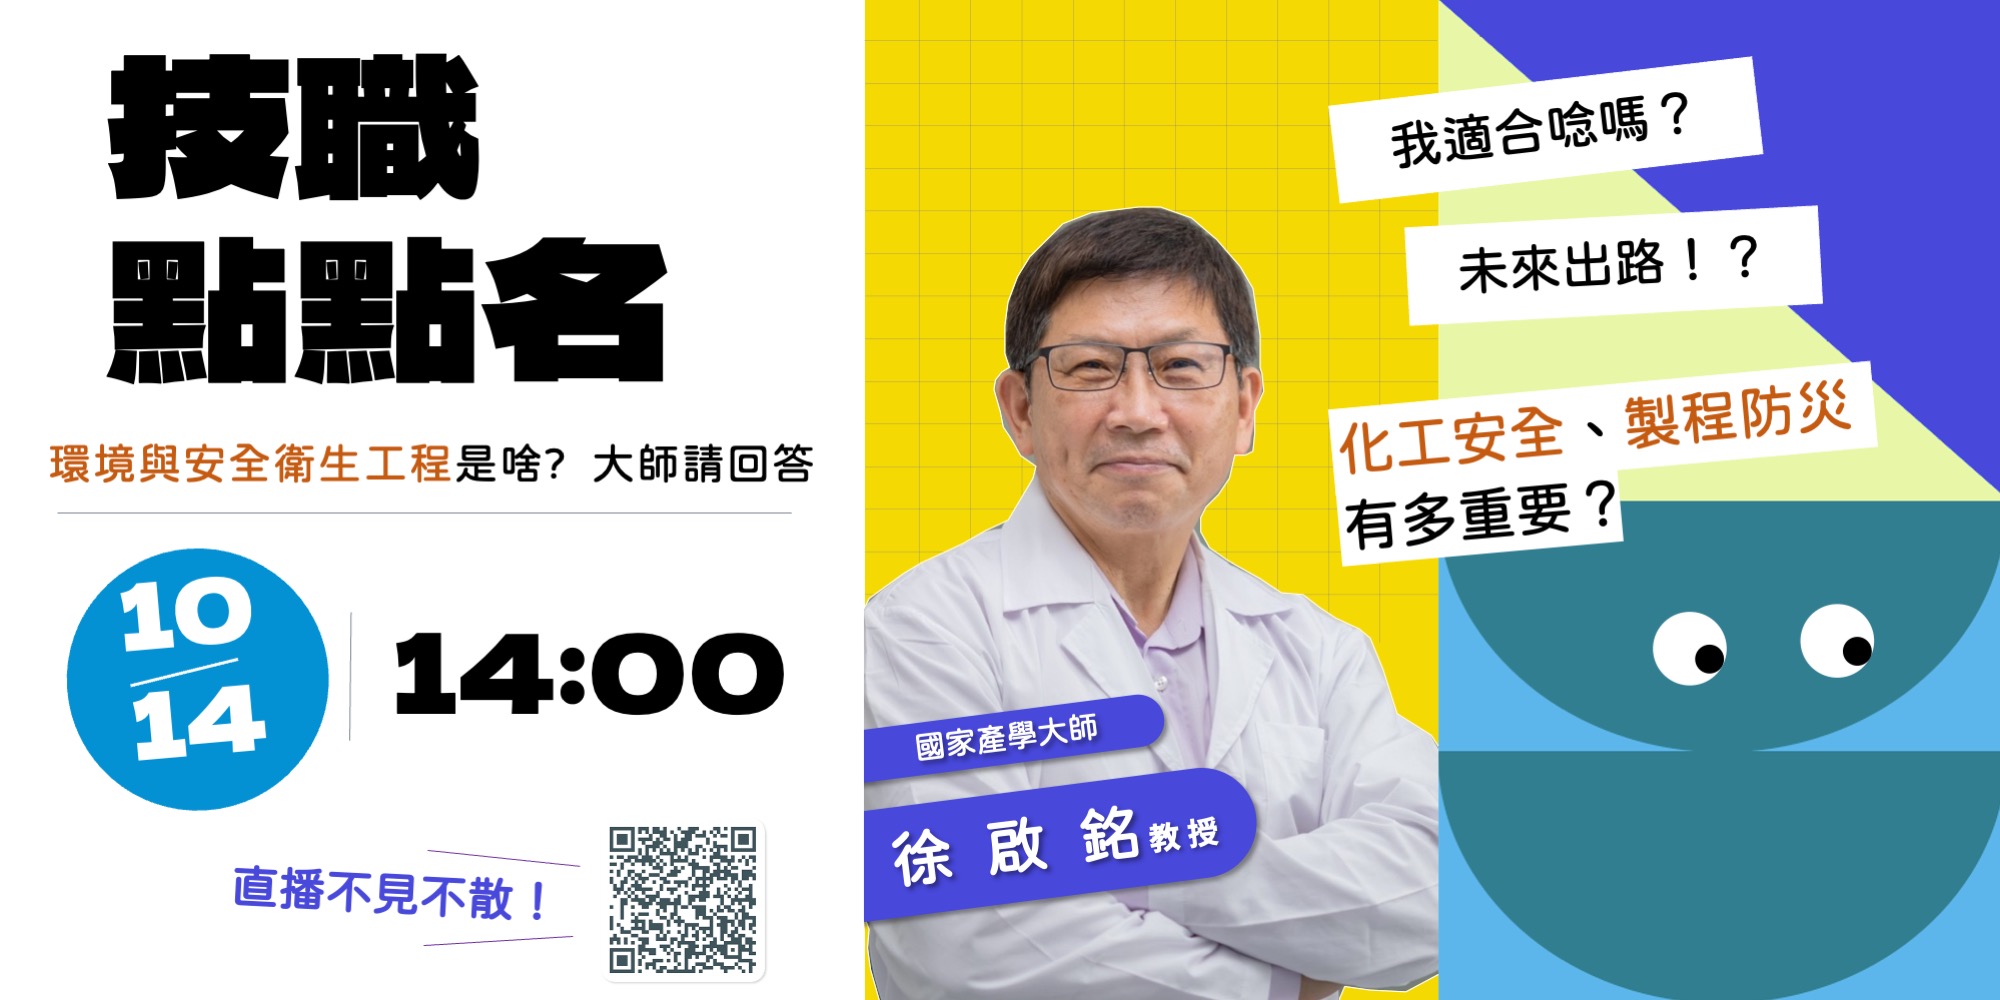 技職
點點名
環境與安全衛生工程是啥? 大師請回答
10
14
14:00
直播不見不散！
我適合唸嗎？
未來出路！？
化工安全、製程防災
有多重要？
國家產學大師
徐啟銘教授